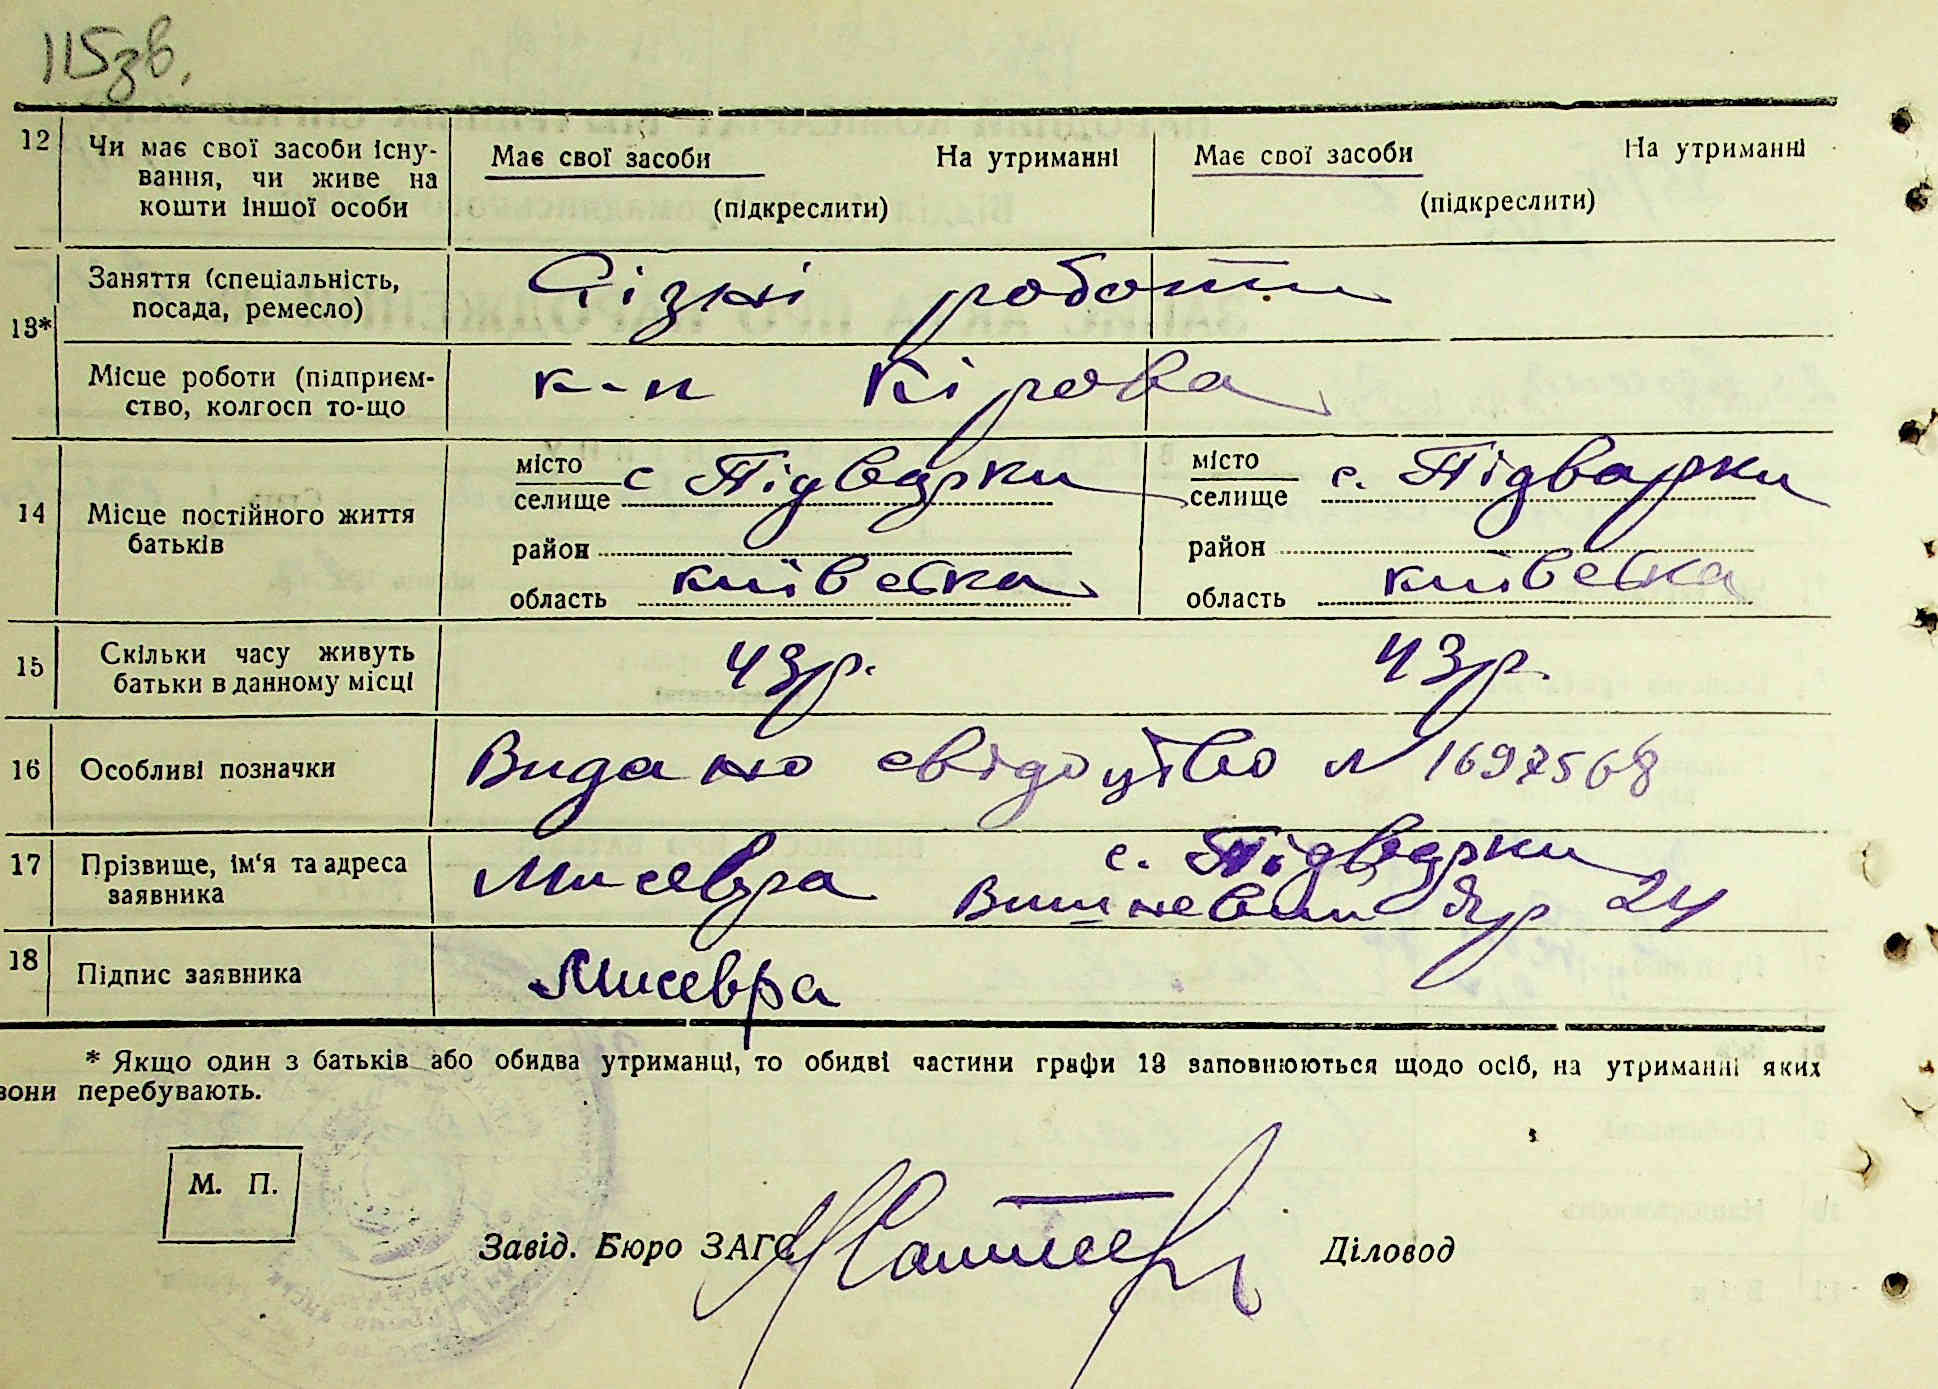 115зв.
12 Чи має свої засоби існу-
вання, чи живе на
кошти іншої особи
Має свої засоби На утриманні
(підкреслити)
Має свої засоби На утриманні
(підкреслити)
13*
Заняття (спеціальність,
посада, ремесло)
Різні роботи
Місце роботи (підприєм-
ство, колгосп то-що
к-п Кірова
14 Місце постійного життя
батьків
місто
селище с Підварки
район
область київська
місто
селище с. Підварки
район
область київська
15 Скільки часу живуть
батьки в данному місці
43р. 43р.
16 Особливі позначки
Видано свідоцтво N 1697568
17 Прізвище, ім'я та адреса
заявника
Мисевра с. Підварки
Вишневий Яр 24
18 Підпис заявника
Мисевра
* Якщо один з батьків або обидва утриманці, то обидві частини графи 13 заповнюються щодо осіб, на утриманні яких
вони перебувають.
М. П.
Завід. Бюро ЗАГС Діловод